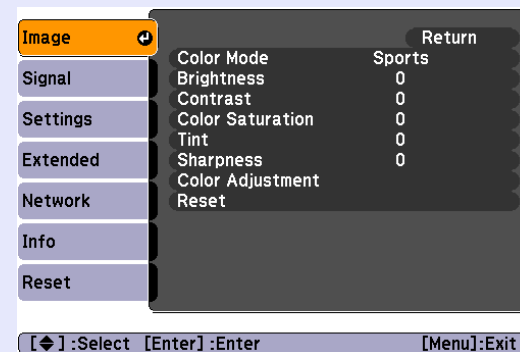 Image
Signal
Settings
Extended
Network
Info
Reset
Return
Color Mode Sports
Brightness 0
Contrast 0
Color Saturation 0
Tint 0
Sharpness 0
Color Adjustment
Reset
[◆] :Select [Enter] :Enter [Menu]:Exit